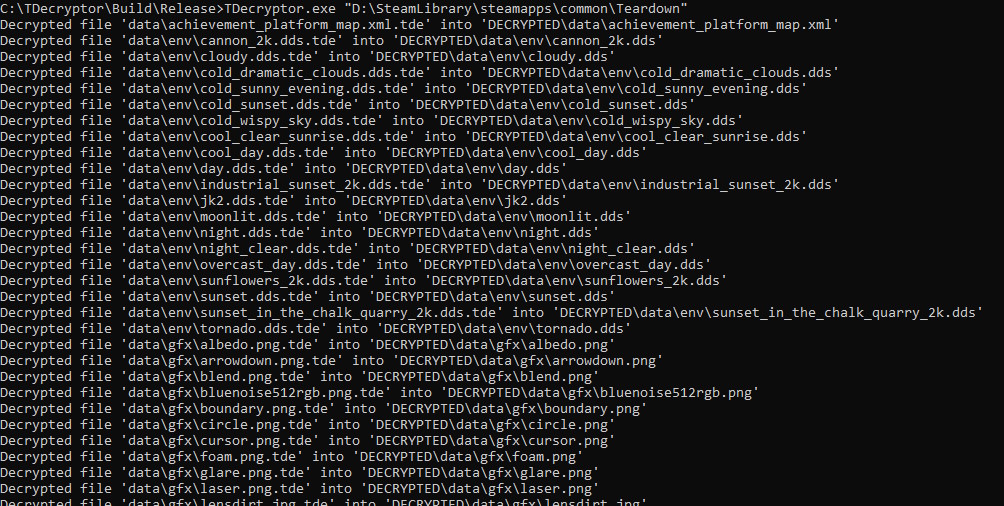 C:\TDecryptor\Build\Release>TDecryptor.exe "D:\SteamLibrary\steamapps\common\Teardown"
Decrypted file 'data\achievement_platform_map.xml.tde' into 'DECRYPTED\data\achievement_platform_map.xml'
Decrypted file 'data\env\cannon_2k.dds.tde' into 'DECRYPTED\data\env\cannon_2k.dds'
Decrypted file 'data\env\cloudy.dds.tde' into 'DECRYPTED\data\env\cloudy.dds'
Decrypted file 'data\env\cold_dramatic_clouds.dds.tde' into 'DECRYPTED\data\env\cold_dramatic_clouds.dds'
Decrypted file 'data\env\cold_sunny_evening.dds.tde' into 'DECRYPTED\data\env\cold_sunny_evening.dds'
Decrypted file 'data\env\cold_sunset.dds.tde' into 'DECRYPTED\data\env\cold_sunset.dds'
Decrypted file 'data\env\cold_wispy_sky.dds.tde' into 'DECRYPTED\data\env\cold_wispy_sky.dds'
Decrypted file 'data\env\cool_clear_sunrise.dds.tde' into 'DECRYPTED\data\env\cool_clear_sunrise.dds'
Decrypted file 'data\env\cool_day.dds.tde' into 'DECRYPTED\data\env\cool_day.dds'
Decrypted file 'data\env\day.dds.tde' into 'DECRYPTED\data\env\day.dds'
Decrypted file 'data\env\industrial_sunset_2k.dds.tde' into 'DECRYPTED\data\env\industrial_sunset_2k.dds'
Decrypted file 'data\env\jk2.dds.tde' into 'DECRYPTED\data\env\jk2.dds'
Decrypted file 'data\env\moonlit.dds.tde' into 'DECRYPTED\data\env\moonlit.dds'
Decrypted file 'data\env\night.dds.tde' into 'DECRYPTED\data\env\night.dds'
Decrypted file 'data\env\night_clear.dds.tde' into 'DECRYPTED\data\env\night_clear.dds'
Decrypted file 'data\env\overcast_day.dds.tde' into 'DECRYPTED\data\env\overcast_day.dds'
Decrypted file 'data\env\sunflowers_2k.dds.tde' into 'DECRYPTED\data\env\sunflowers_2k.dds'
Decrypted file 'data\env\sunset.dds.tde' into 'DECRYPTED\data\env\sunset.dds'
Decrypted file 'data\env\sunset_in_the_chalk_quarry_2k.dds.tde' into 'DECRYPTED\data\env\sunset_in_the_chalk_quarry_2k.dds'
Decrypted file 'data\env\tornado.dds.tde' into 'DECRYPTED\data\env\tornado.dds'
Decrypted file 'data\gfx\albedo.png.tde' into 'DECRYPTED\data\gfx\albedo.png'
Decrypted file 'data\gfx\arrowdown.png.tde' into 'DECRYPTED\data\gfx\arrowdown.png'
Decrypted file 'data\gfx\blend.png.tde' into 'DECRYPTED\data\gfx\blend.png'
Decrypted file 'data\gfx\bluenoise512rgb.png.tde' into 'DECRYPTED\data\gfx\bluenoise512rgb.png'
Decrypted file 'data\gfx\boundary.png.tde' into 'DECRYPTED\data\gfx\boundary.png'
Decrypted file 'data\gfx\circle.png.tde' into 'DECRYPTED\data\gfx\circle.png'
Decrypted file 'data\gfx\cursor.png.tde' into 'DECRYPTED\data\gfx\cursor.png'
Decrypted file 'data\gfx\foam.png.tde' into 'DECRYPTED\data\gfx\foam.png'
Decrypted file 'data\gfx\glare.png.tde' into 'DECRYPTED\data\gfx\glare.png'
Decrypted file 'data\gfx\laser.png.tde' into 'DECRYPTED\data\gfx\laser.png'
Decrypted file 'data\gfx\lensdirt.jpg.tde' into 'DECRYPTED\data\gfx\lensdirt.jpg'